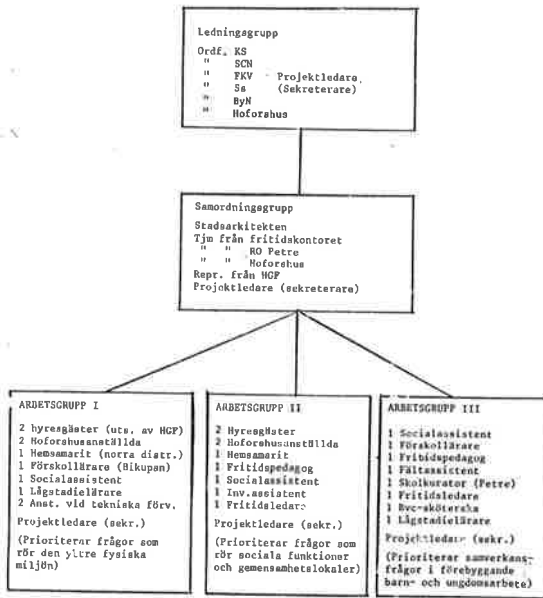 Ledningsgrupp
Ordf. KS
" SCN
" FKV - Projektledare.
" Sa (Sekreterare)
" ByN
" Hoforshus
Samordningsgrupp
Stadsarkitekten
Tjm från fritidskontoret
" " RO Petre
" " Hoforshus
Repr. från HGF
Projektledare (sekreterare)
ARBETSGRUPP I
2 hyresgäster (uts. av HGF)
2 Hoforshusanställda
1 Hemsamarit (norra distr.)
1 Förskollärare (Bikupan)
1 Socialassistent
1 Lågstadielärare
2 Anst. vid tekniska förv.
Projektledare (sekr.)
(Prioriterar frågor som
rör den yttre fysiska
miljön)
ARBETSGRUPP II
2 Hyresgäster
2 Hoforshusanställda
1 Hemsamarit
1 Fritidspedagog
1 Socialassistent
1 Inv.assistent
1 Fritidsledare
Projektledare (sekr.)
(Prioriterar frågor som
rör sociala funktioner
och gemensamhetslokaler)
ARBETSGRUPP III
1 Socialassistent
1 Förskollärare
1 Fritidspedagog
1 Fältassistent
1 Skolkurator (Petre)
1 Fritidsledare
1 Bvc-sköterska
1 Lågstadielärare
Projektledare (sekr.)
(Prioriterar samverkans-
frågor i förebyggande
barn- och ungdomsarbete)